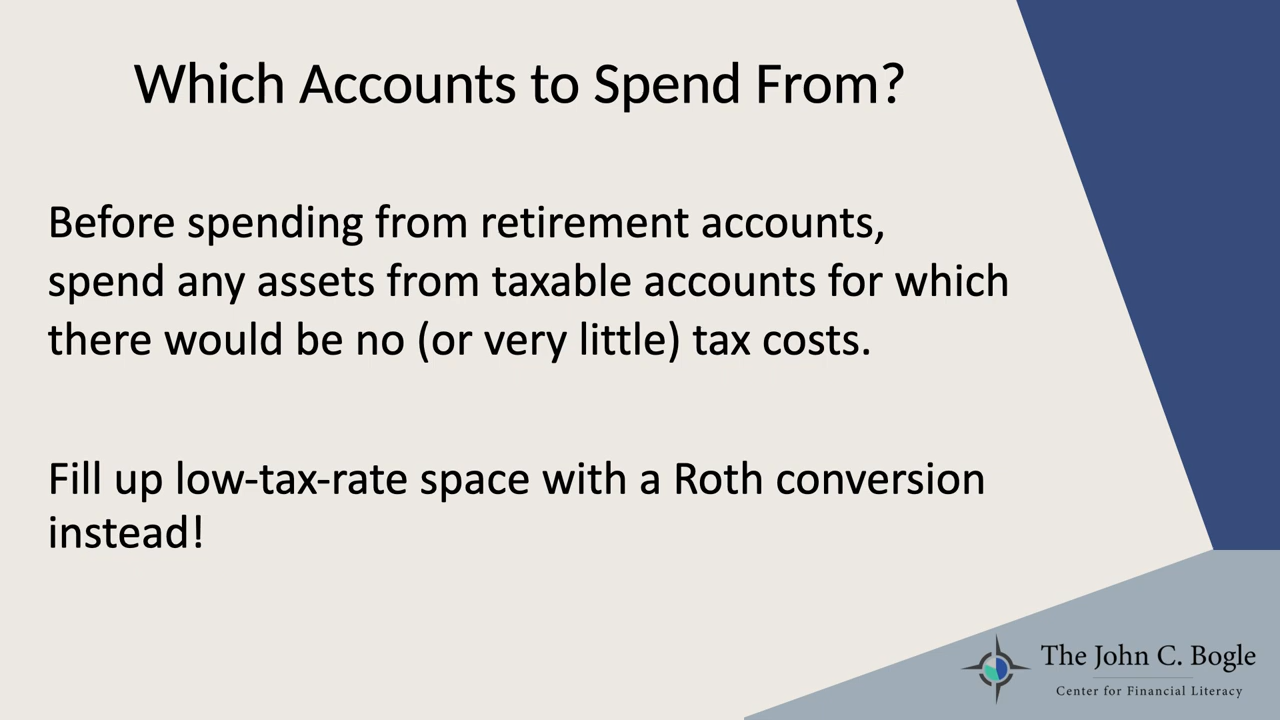 Which Accounts to Spend From?
Before spending from retirement accounts,
spend any assets from taxable accounts for which
there would be no (or very little) tax costs.
Fill up low-tax-rate space with a Roth conversion
instead!
The John C. Bogle
Center for Financial Literacy